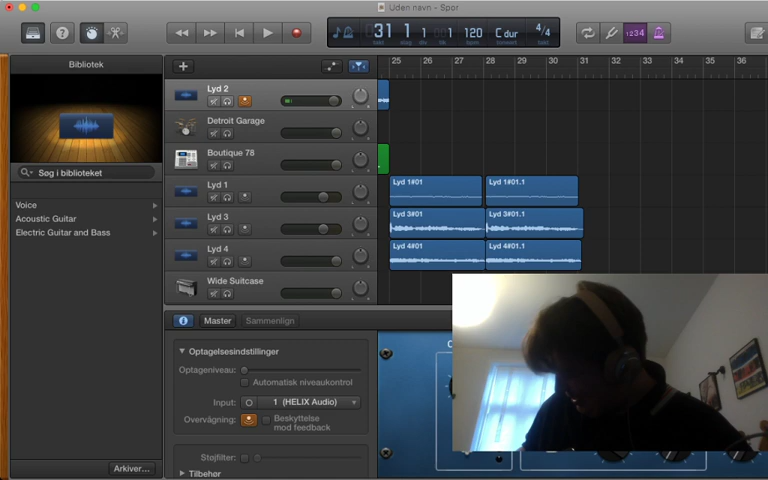 Uden navn - Spor
31 1 1 1 120 C dur 4/4
takt slag bpm toneart
1234
Bibliotek
Søg i biblioteket
Voice
Acoustic Guitar
Electric Guitar and Bass
Arkiver...
25 26 27 28 29 30 31 32 33 34 35 36
Lyd 2
Detroit Garage
Boutique 78
Lyd 1
Lyd 1#01 Lyd 1#01.1
Lyd 3
Lyd 3#01 Lyd 3#01.1
Lyd 4
Lyd 4#01 Lyd 4#01.1
Wide Suitcase
Master Sammenlign
Optagelsesindstillinger
Optageniveau:
Automatisk niveaukontrol
Input: 1 (HELIX Audio)
Overvågning: Beskyttelse
mod feedback
Støjfilter:
Tilbehør